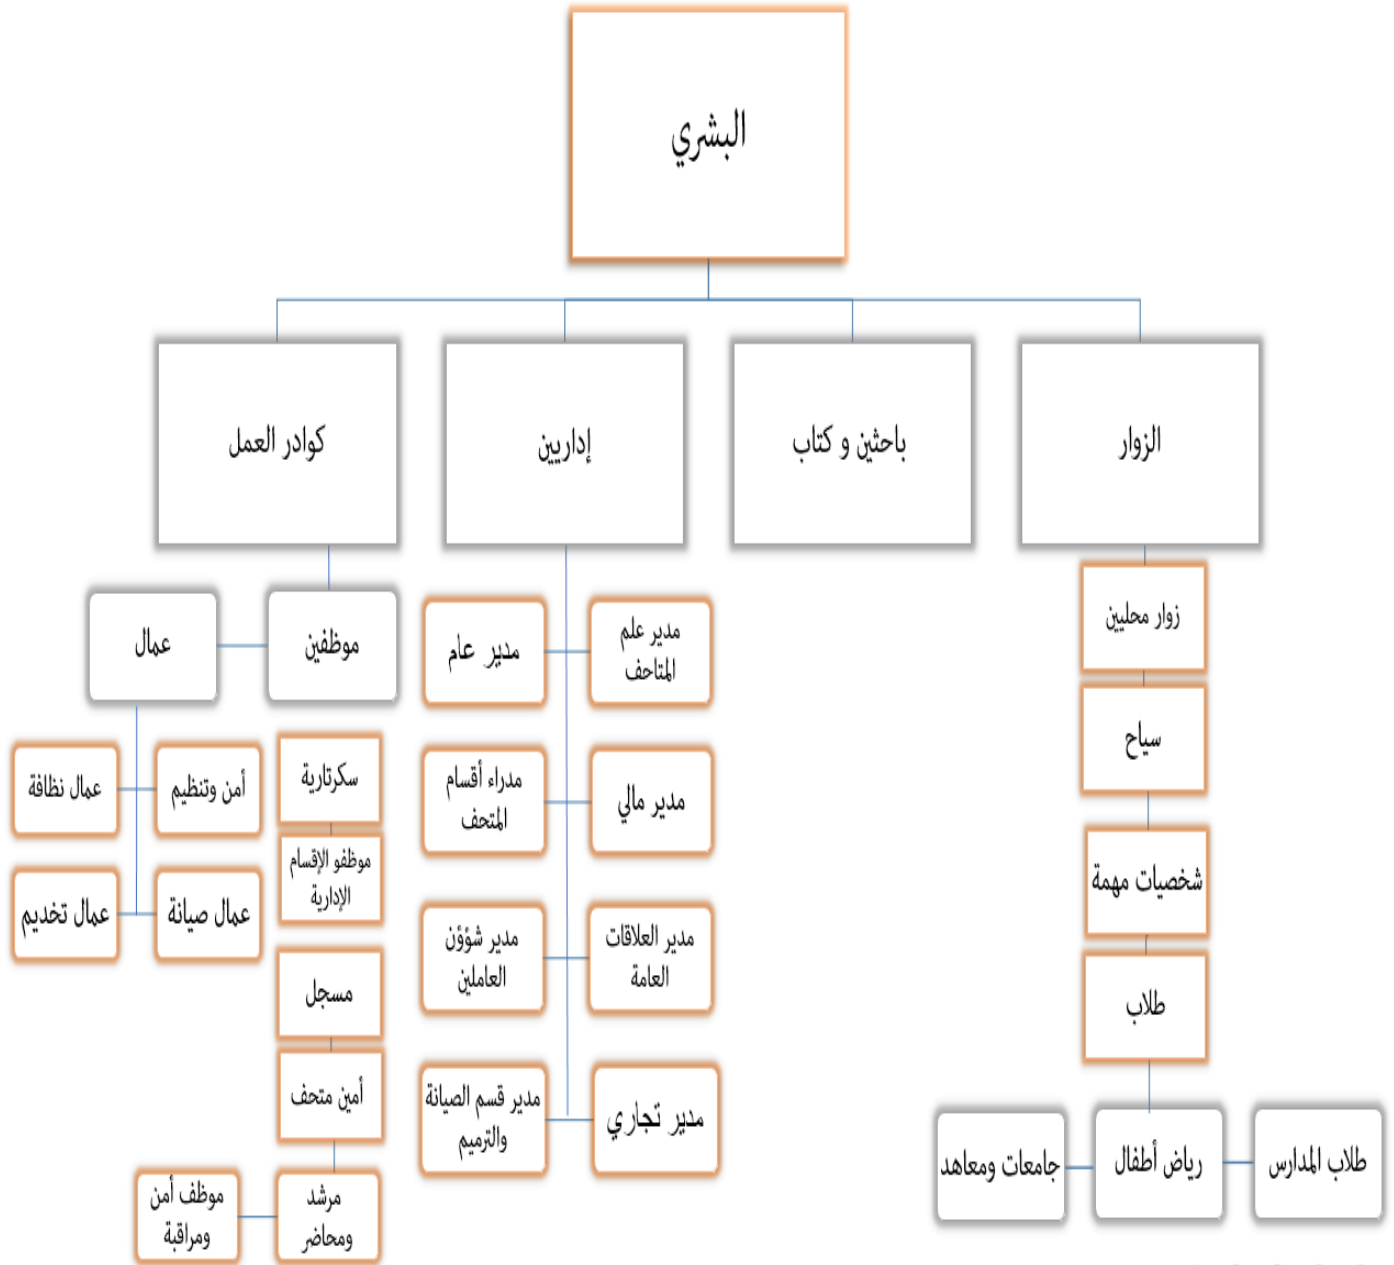 البشري
الزوار
باحثين و كتاب
إداريين
كوادر العمل
زوار محليين
سياح
شخصيات مهمة
طلاب
طلاب المدارس
رياض أطفال
جامعات ومعاهد
مدير علم
المتاحف
مدير عام
مدير مالي
مدراء أقسام
المتحف
مدير العلاقات
العامة
مدير شؤؤن
العاملين
مدير تجاري
مدير قسم الصيانة
والترميم
موظفين
عمال
سكرتارية
موظفو الإقسام
الإدارية
مسجل
أمين متحف
مرشد
ومحاضر
موظف أمن
ومراقبة
أمن وتنظيم
عمال نظافة
عمال صيانة
عمال تخديم